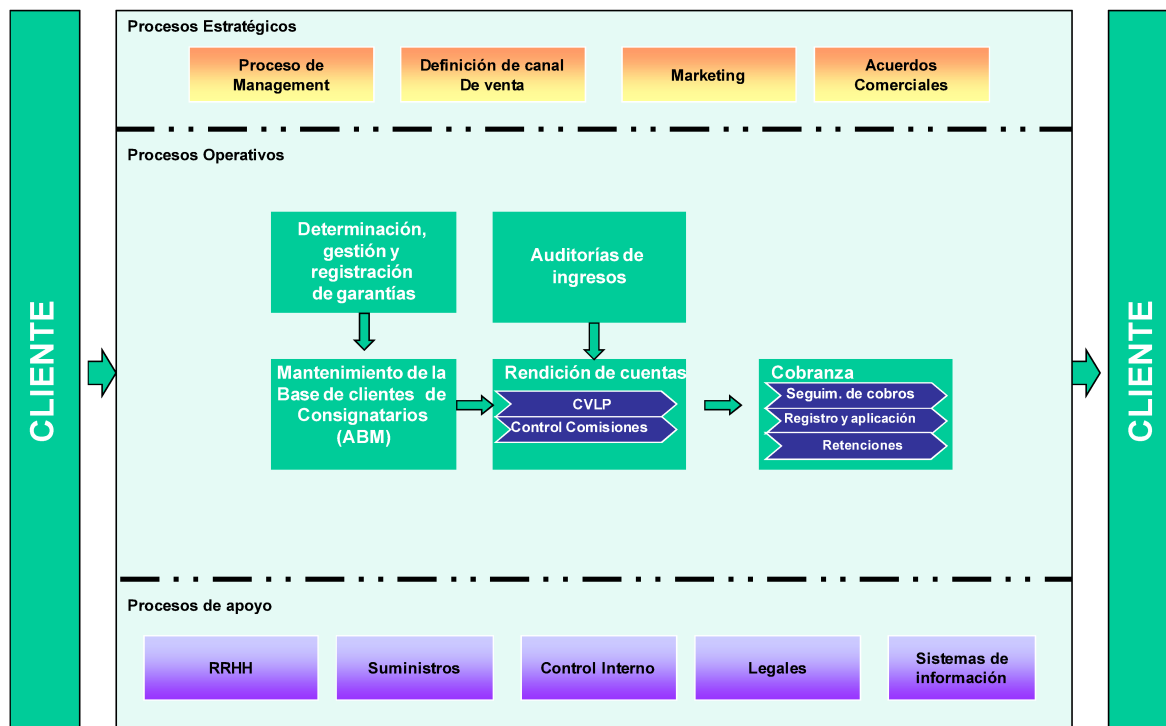 CLIENTE
Procesos Estratégicos
Proceso de
Management
Definición de canal
De venta
Marketing
Acuerdos
Comerciales
Procesos Operativos
Determinación,
gestión y
registración
de garantías
Auditorías de
ingresos
Mantenimiento de la
Base de clientes de
Consignatarios
(ABM)
Rendición de cuentas
CVLP
Control Comisiones
Cobranza
Seguim. de cobros
Registro y aplicación
Retenciones
Procesos de apoyo
RRHH
Suministros
Control Interno
Legales
Sistemas de
información
CLIENTE